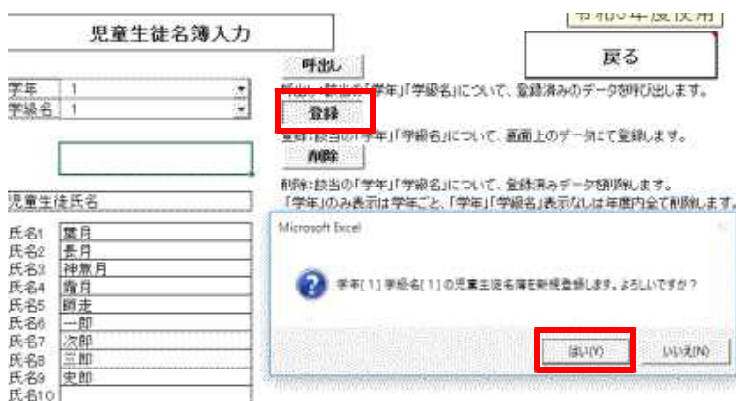 児童生徒名簿入力
戻る
呼出し
学年 1
呼出し:該当の「学年」「学級名」について、登録済みのデータを呼び出します。
学級名 1
登録
登録:該当の「学年」「学級名」について、画面上のデータにて登録します。
削除
削除:該当の「学年」「学級名」について、登録済みデータを削除します。
「学年」のみ表示は学年ごと、「学年」「学級名」表示なしは年度内全て削除します。
児童生徒氏名
Microsoft Excel
学年[1]学級名[1]の児童生徒名簿を新規登録します。よろしいですか?
はい(Y)
いいえ(N)
氏名1 葉月
氏名2 長月
氏名3 神無月
氏名4 霜月
氏名5 師走
氏名6 一郎
氏名7 次郎
氏名8 三郎
氏名9 史郎
氏名10